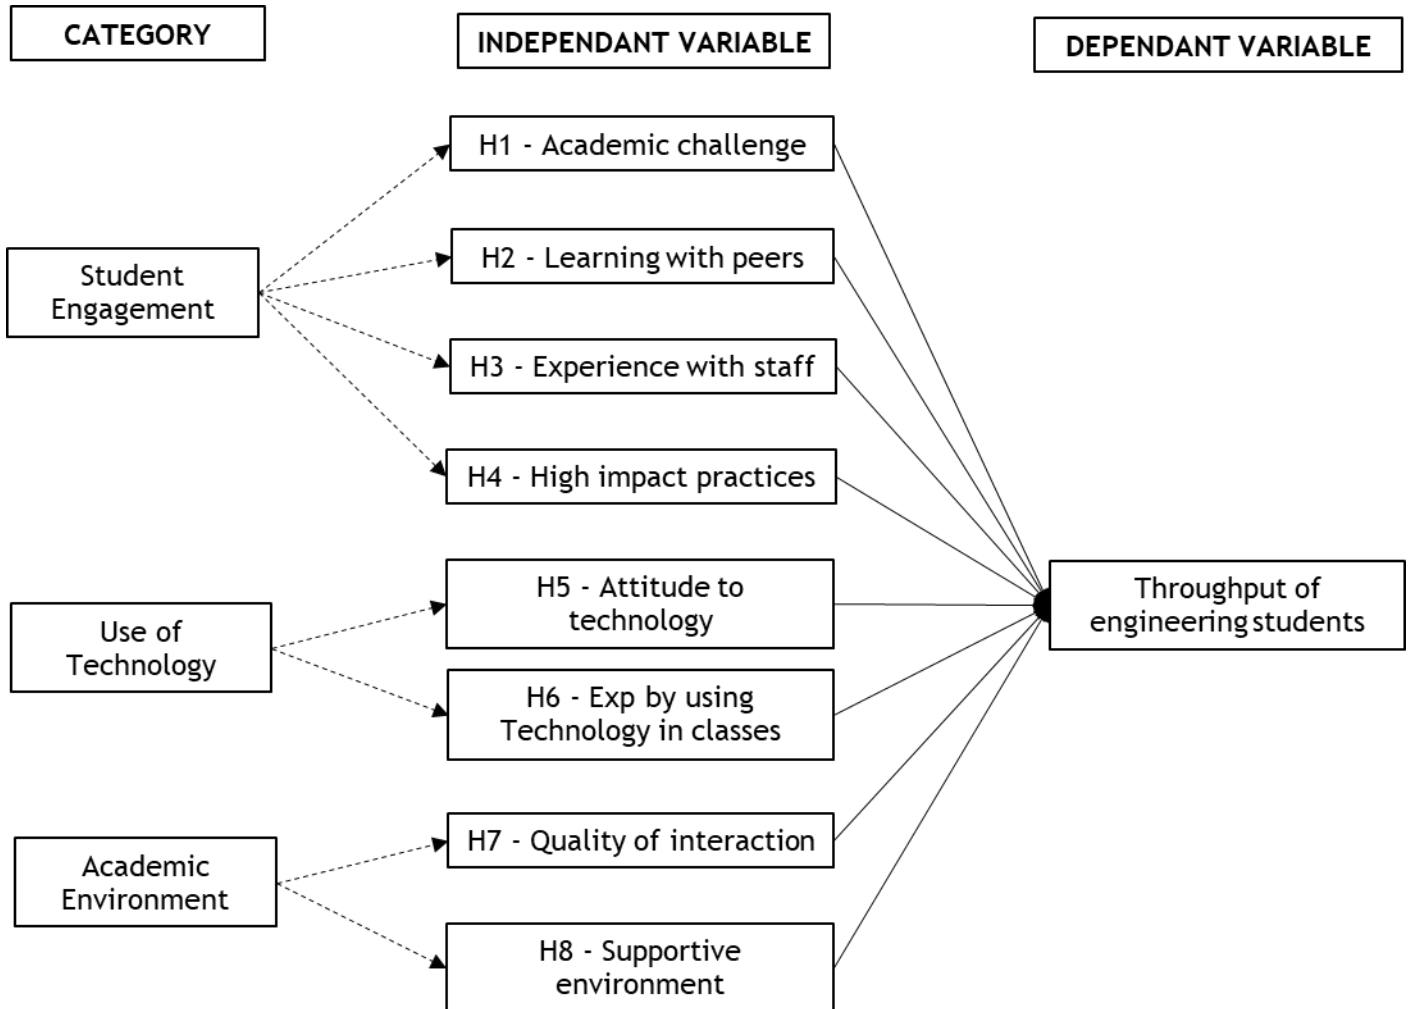 CATEGORY
INDEPENDANT VARIABLE
DEPENDANT VARIABLE
H1 - Academic challenge
H2 - Learning with peers
Student
Engagement
H3 - Experience with staff
H4 - High impact practices
H5 - Attitude to
technology
Throughput of
engineering students
Use of
Technology
H6 - Exp by using
Technology in classes
H7 - Quality of interaction
Academic
Environment
H8 - Supportive
environment